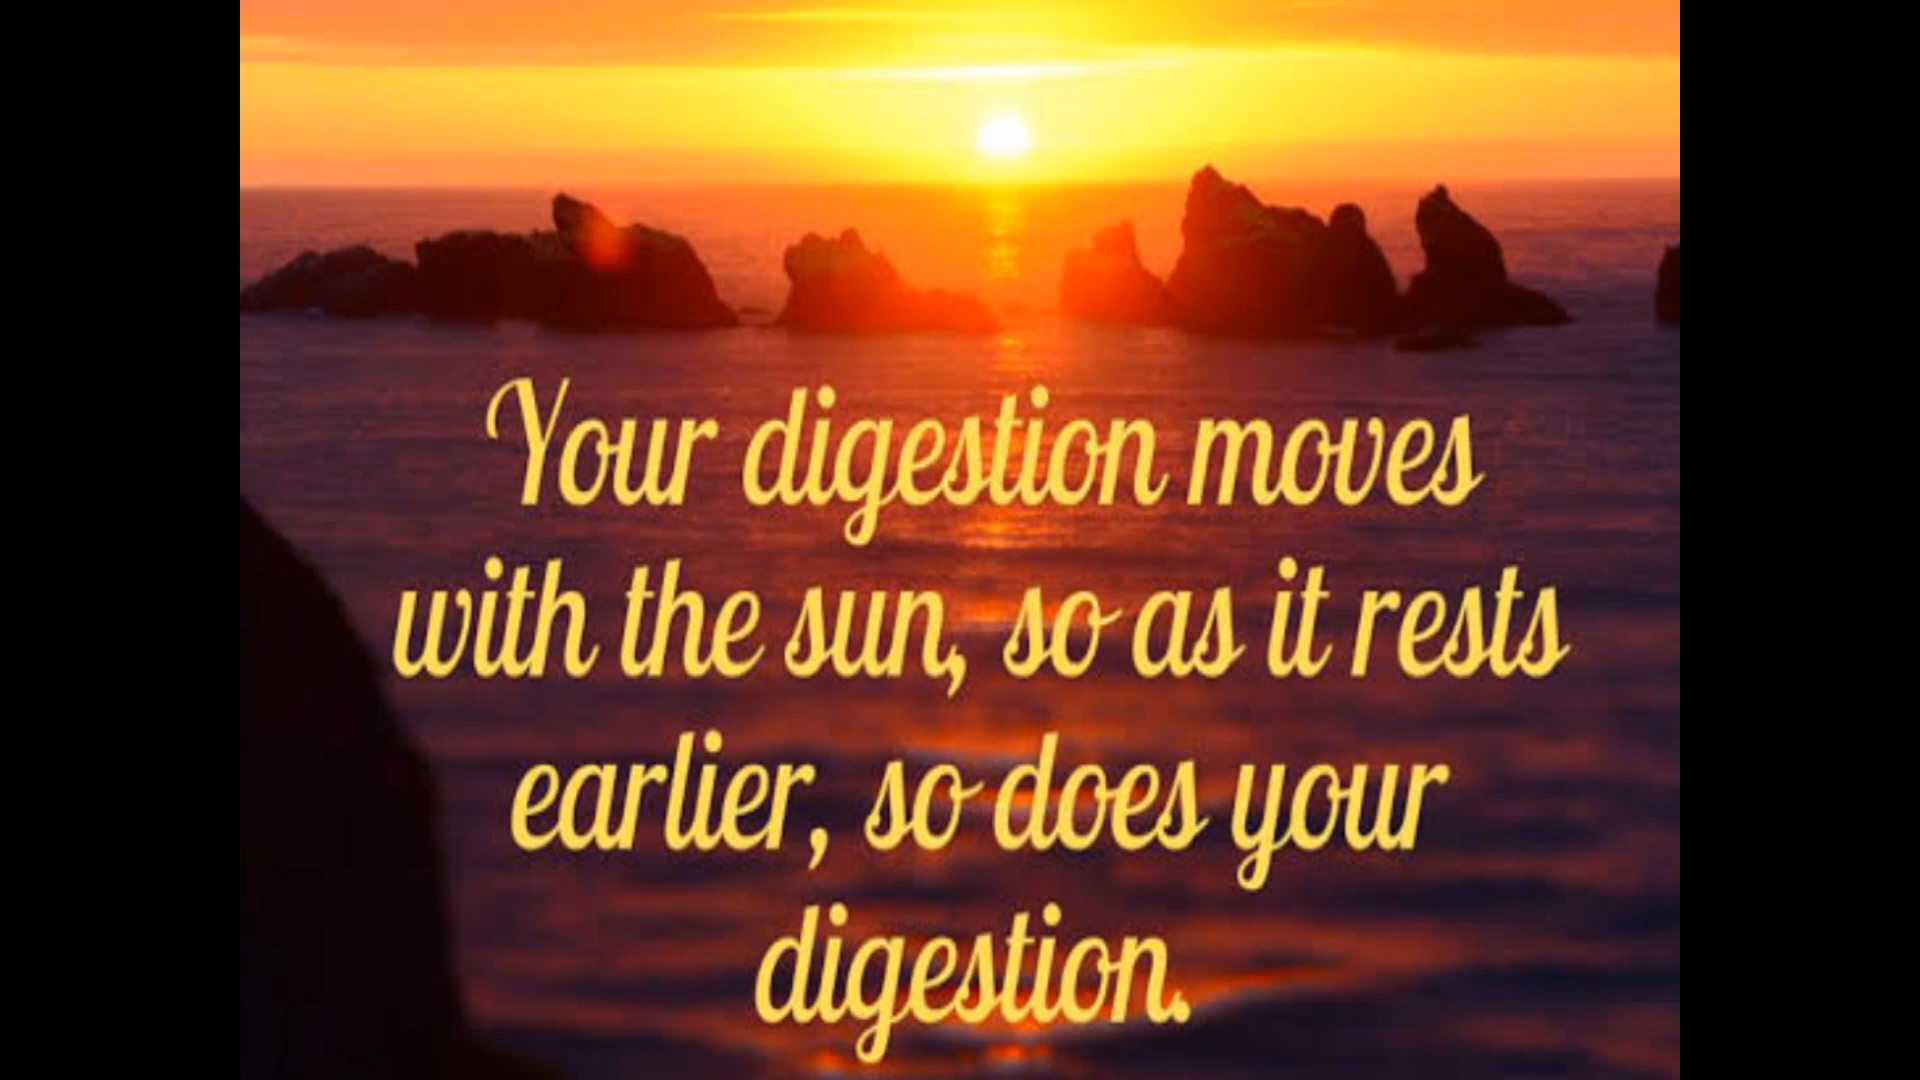 Your digestion moves
with the sun, so as it rests
earlier, so does your
digestion.